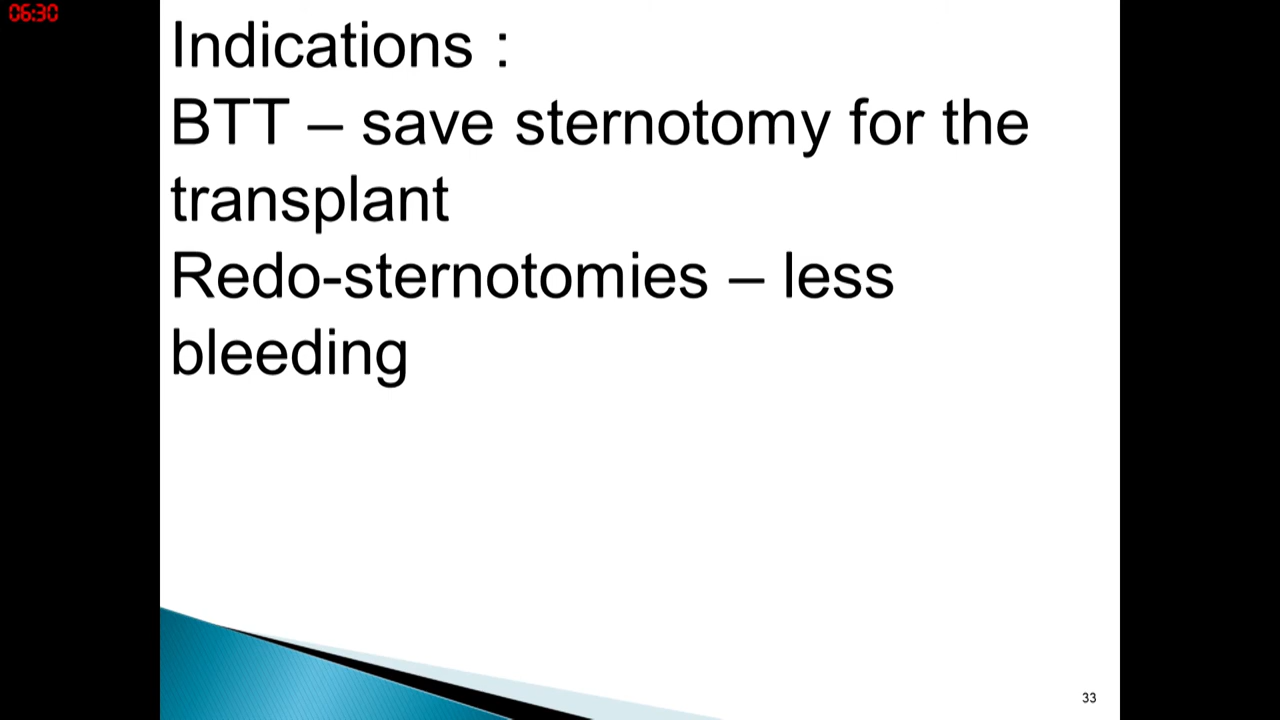 06:30
Indications :
BTT – save sternotomy for the
transplant
Redo-sternotomies – less
bleeding
33